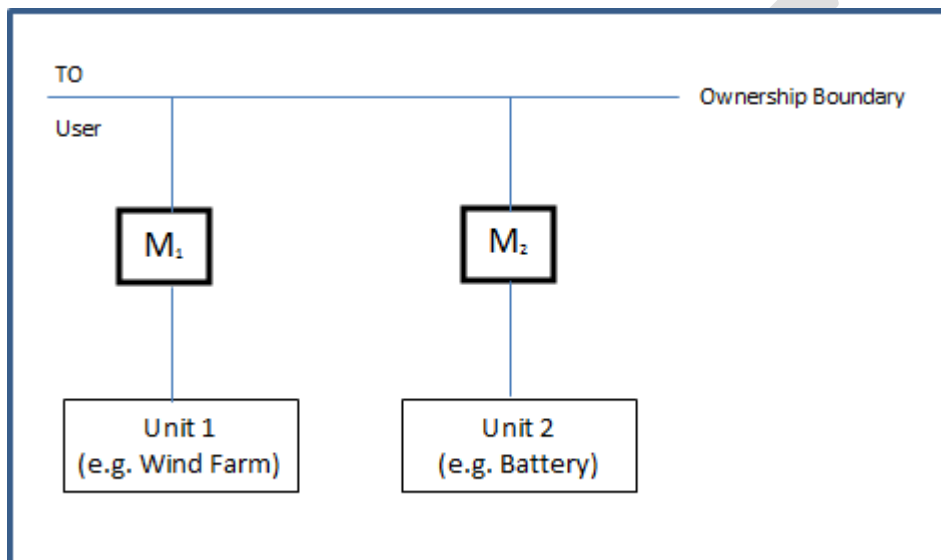 TO
Ownership Boundary
User
M₁
M₂
Unit 1
(e.g. Wind Farm)
Unit 2
(e.g. Battery)